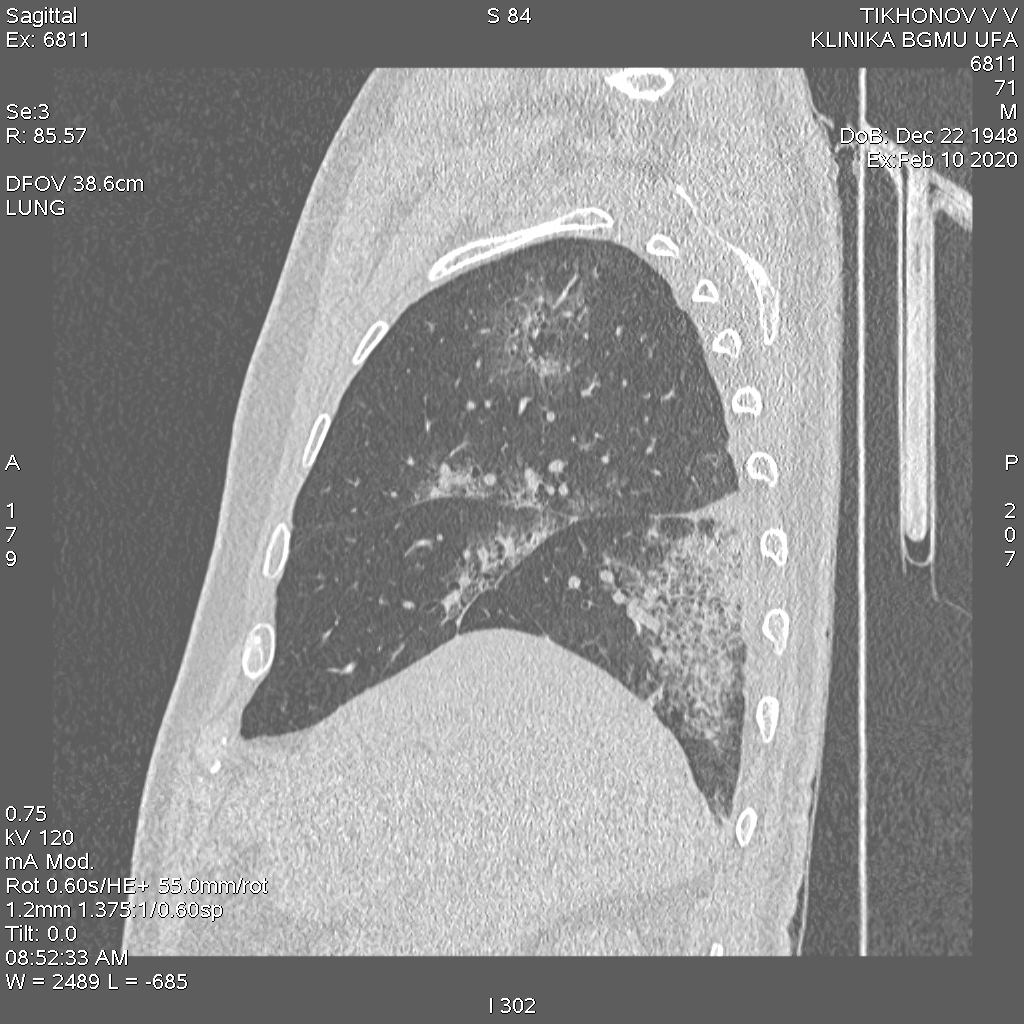 Sagittal
Ex: 6811
Se:3
R: 85.57
DFOV 38.6cm
LUNG
S 84
TIKHONOV V V
KLINIKA BGMU UFA
6811
71
M
DoB: Dec 22 1948
Ex:Feb 10 2020
A
1
7
9
P
2
0
7
0.75
kV 120
mA Mod.
Rot 0.60s/HE+ 55.0mm/rot
1.2mm 1.375:1/0.60sp
Tilt: 0.0
08:52:33 AM
W = 2489 L = -685
I 302